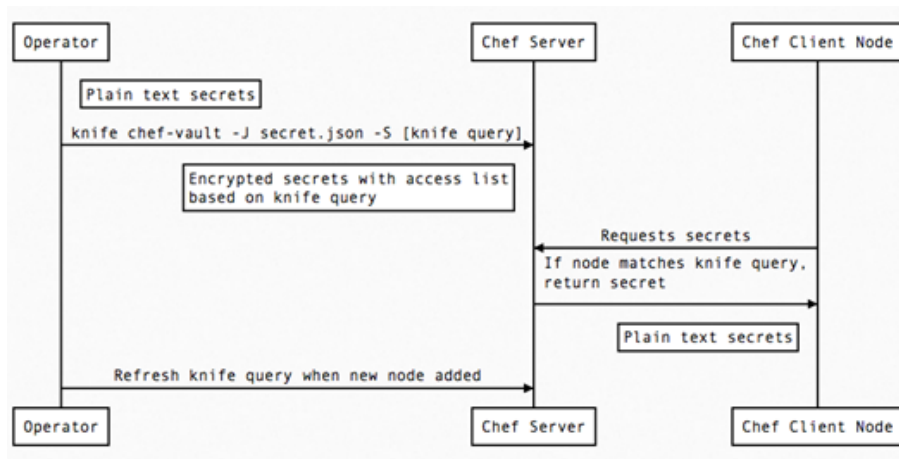 Operator
Chef Server
Chef Client Node
Plain text secrets
knife chef-vault -J secret.json -S [knife query]
Encrypted secrets with access list
based on knife query
Requests secrets
If node matches knife query,
return secret
Plain text secrets
Refresh knife query when new node added
Operator
Chef Server
Chef Client Node